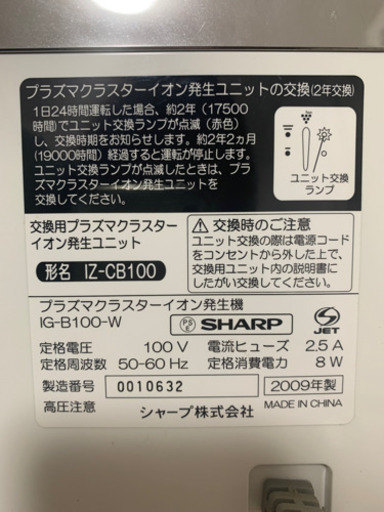 プラズマクラスターイオン発生ユニットの交換(2年交換)
1日24時間運転した場合、約2年(17500
時間)でユニット交換ランプが点滅(赤色)
し、交換時期をお知らせします。約2年2ヵ月
(19000時間)経過すると運転が停止します。
ユニット交換ランプが点滅したときは、プラ
ズマクラスターイオン発生ユニットを交換
してください。
ユニット交換
ランプ
交換用プラズマクラスター
イオン発生ユニット
形名 IZ-CB100
交換時のご注意
ユニット交換の際は電源コード
をコンセントから外した上で、
交換用ユニット内の説明書に
したがい交換してください。
プラズマクラスターイオン発生機
IG-B100-W
PS
E
SHARP
JET
定格電圧 100 V 電流ヒューズ 2.5 A
定格周波数 50-60 Hz 定格消費電力 8 W
製造番号 0010632 2009年製
高圧注意 シャープ株式会社 MADE IN CHINA